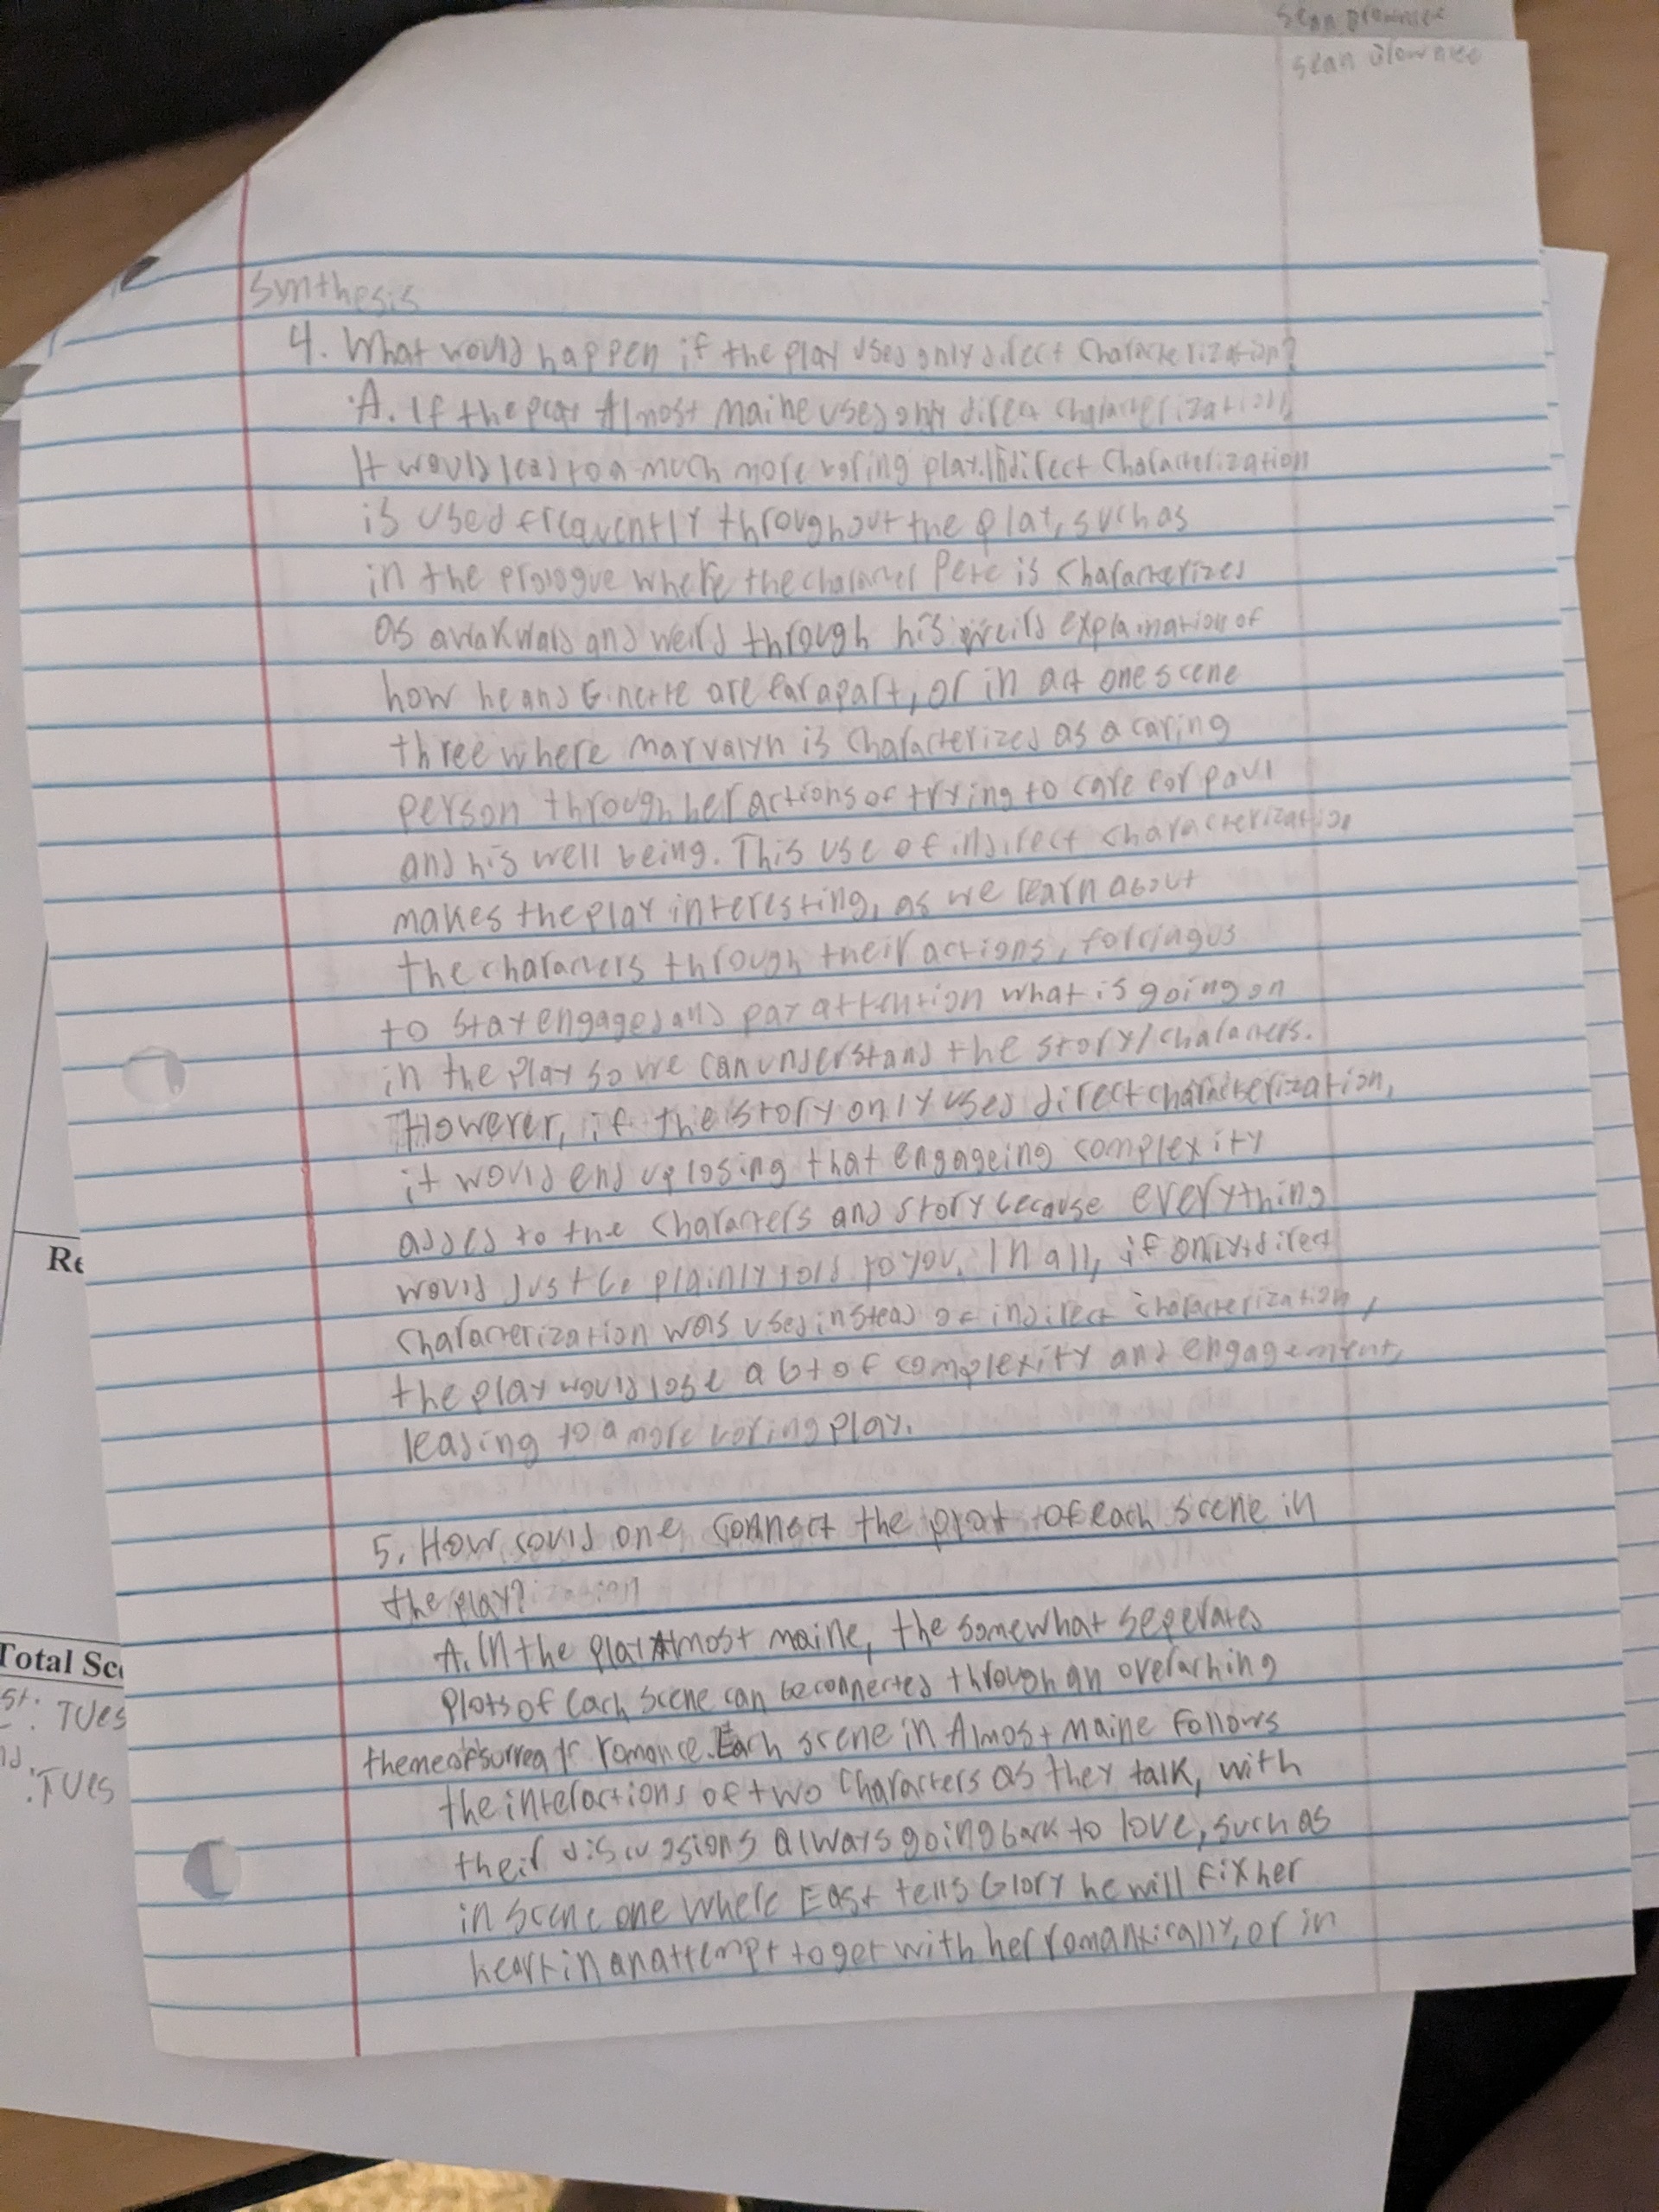 sean
sean
Synthesis
4. What would happen if the play used only direct Characterization?
A. If the play Almost Maine used only direct characterization,
It would lead to a much more boring play. Indirect Characterization
is used frequently throughout the play, such as
in the prologue where the character Pete is characterized
as awakward and weird through his weird explaination of
how he and Ginette are far apart, or in act one scene
three where marvalyn is characterized as a caring
person through her actions of trying to care for paul
and his well being. This use of indirect characterization
makes the play interesting, as we learn about
the characters through their actions, forcing us
to stay engaged and pay attention what is going on
in the play so we can understand the story/characters.
However, if the story only used direct characterization,
it would end up losing that engageing complexity
added to the characters and story because everything
would just be plainly told to you. In all, if only direct
characterization was used instead of indirect characterization,
the play would lose a lot of complexity and engagement,
leading to a more boring play.
5. How could one connect the plot of each scene in
the play?
A. In the play Almost maine, the somewhat seperated
plots of each scene can be connected through an overarching
theme of surrealist romance. Each scene in Almost Maine follows
the interactions of two characters as they talk, with
their discussions always going back to love, such as
in scene one where East tells Glory he will fix her
heart in an attempt to get with her romantically, or in
Re
Total Sc
st: Tues
nd.
: Tues